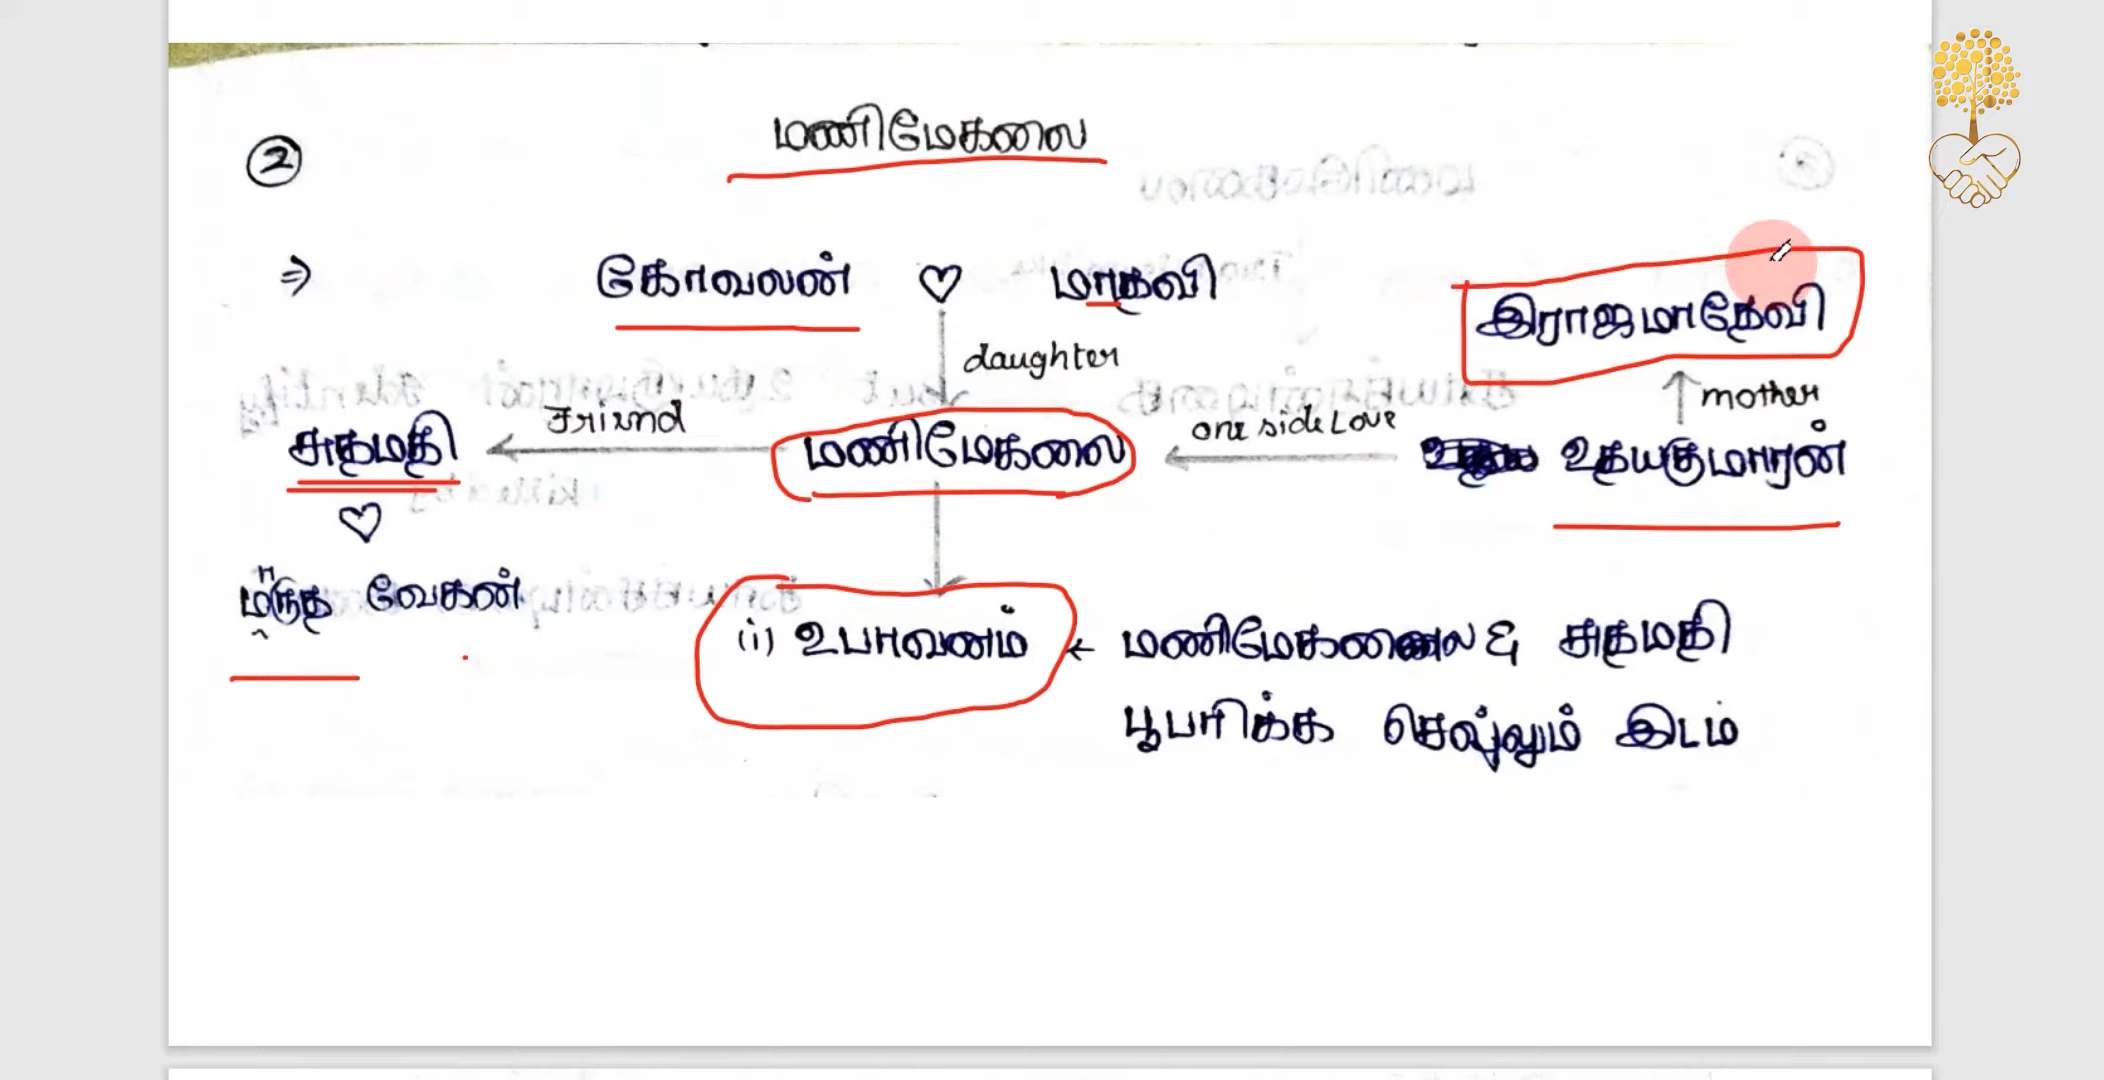 ②
மணிமேகலை
⇒ கோவலன் ♡ மாதவி
இராஜமாதேவி
daughter
mother
சுதமதி
Friend
மணிமேகலை
one side Love
உதயகுமாரன்
♡
வேகன்
(i) உபாவனம் ← மணிமேகலை & சுதமதி
பூபரிக்க செல்லும் இடம்